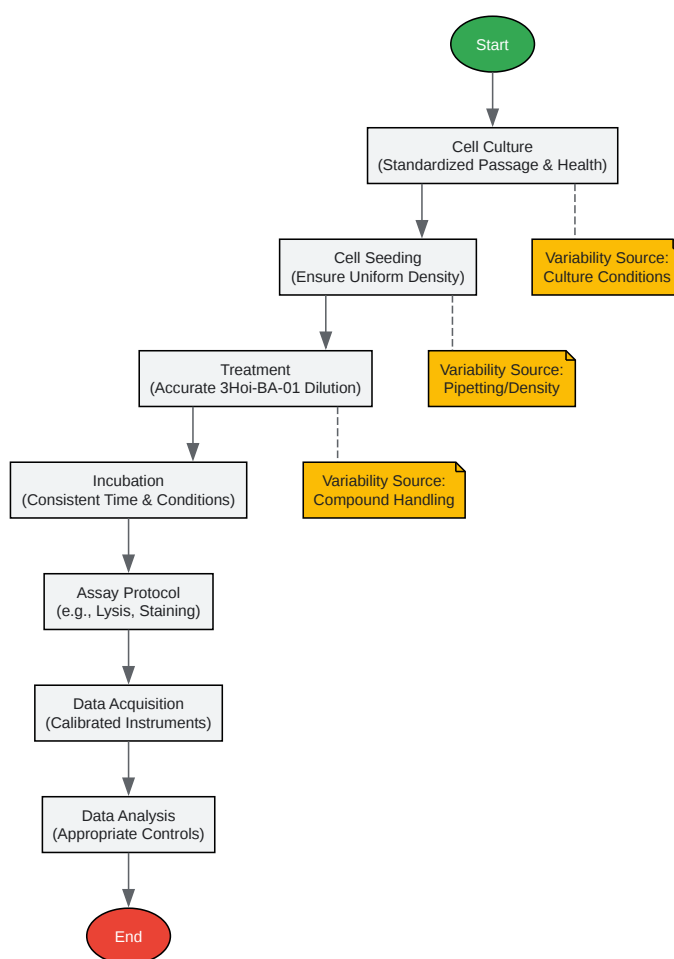 Start
Cell Culture
(Standardized Passage & Health)
Cell Seeding
(Ensure Uniform Density)
Variability Source:
Culture Conditions
Treatment
(Accurate 3Hoi-BA-01 Dilution)
Variability Source:
Pipetting/Density
Incubation
(Consistent Time & Conditions)
Variability Source:
Compound Handling
Assay Protocol
(e.g., Lysis, Staining)
Data Acquisition
(Calibrated Instruments)
Data Analysis
(Appropriate Controls)
End